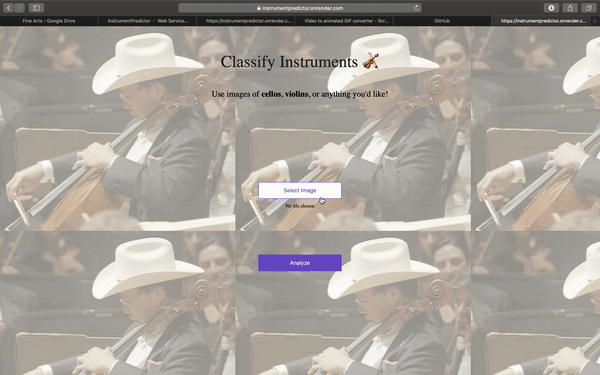 instrumentpredictor.onrender.com
Fine Arts - Google Drive
InstrumentPredictor · Web Service...
https://instrumentpredictor.onrender.c...
Video to animated GIF converter - Scr...
GitHub
https://instrumentpredictor.onrender.c...
Classify Instruments 🎻
Use images of cellos, violins, or anything you'd like!
Select Image
No file chosen
Analyze